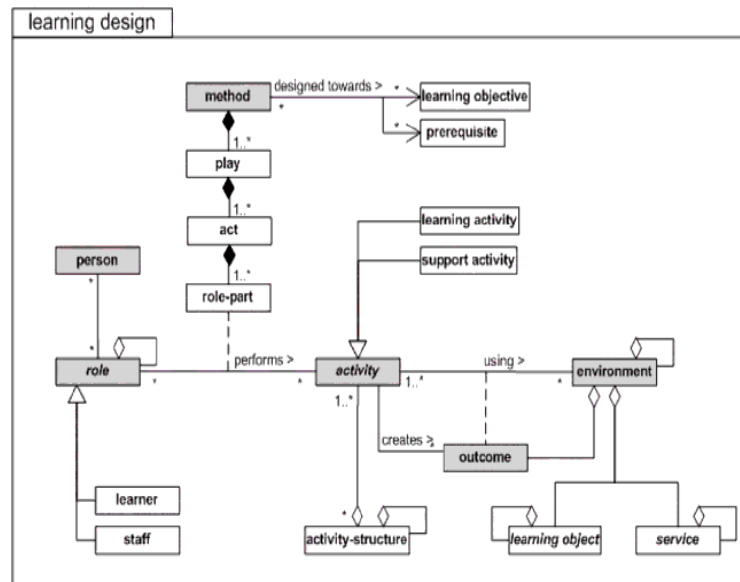 learning design
designed towards >
method
*
*
learning objective
*
prerequisite
1..*
play
1..*
act
learning activity
support activity
1..*
role-part
person
*
*
role
performs >
*
*
activity
using >
1..*
*
environment
1..*
creates >
*
outcome
*
activity-structure
learning object
service
learner
staff